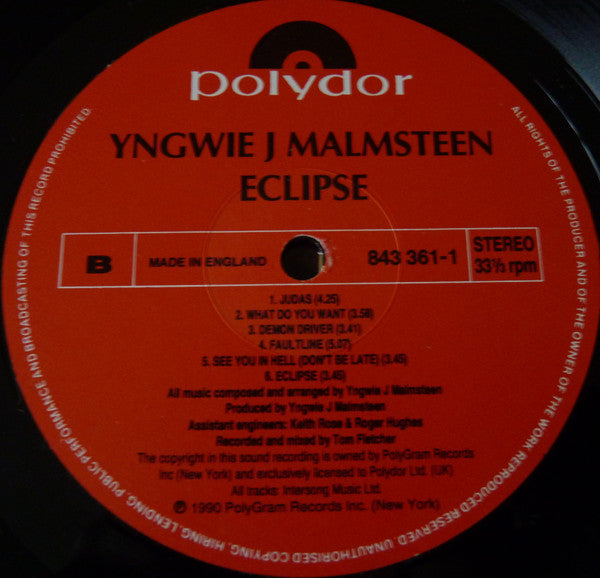 polydor
YNGWIE J MALMSTEEN
ECLIPSE
B
MADE IN ENGLAND
843 361-1
STEREO
33⅓ rpm
1. JUDAS (4.25)
2. WHAT DO YOU WANT (3.58)
3. DEMON DRIVER (3.41)
4. FAULTLINE (5.07)
5. SEE YOU IN HELL (DON'T BE LATE) (3.45)
6. ECLIPSE (3.45)
All music composed and arranged by Yngwie J Malmsteen
Produced by Yngwie J Malmsteen
Assistant engineers: Keith Rose & Roger Hughes
Recorded and mixed by Tom Fletcher
The copyright in this sound recording is owned by PolyGram Records
Inc (New York) and exclusively licensed to Polydor Ltd. (UK)
All tracks: Intersong Music Ltd.
℗ 1990 PolyGram Records Inc. (New York)
ALL RIGHTS OF THE PRODUCER AND OF THE OWNER OF THE WORK REPRODUCED RESERVED. UNAUTHORISED COPYING, HIRING, LENDING, PUBLIC PERFORMANCE AND BROADCASTING OF THIS RECORD PROHIBITED.